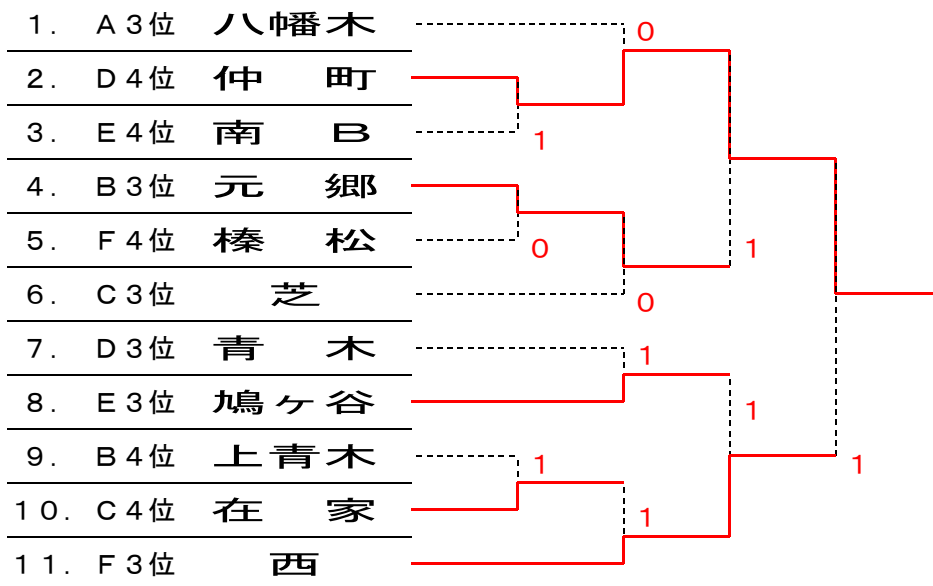 １． Ａ３位 八幡木 0
２． Ｄ４位 仲町
３． Ｅ４位 南Ｂ 1
４． Ｂ３位 元郷
５． Ｆ４位 榛松 0 1
６． Ｃ３位 芝 0
７． Ｄ３位 青木 1
８． Ｅ３位 鳩ヶ谷 1
９． Ｂ４位 上青木 1 1
１０． Ｃ４位 在家 1
１１． Ｆ３位 西